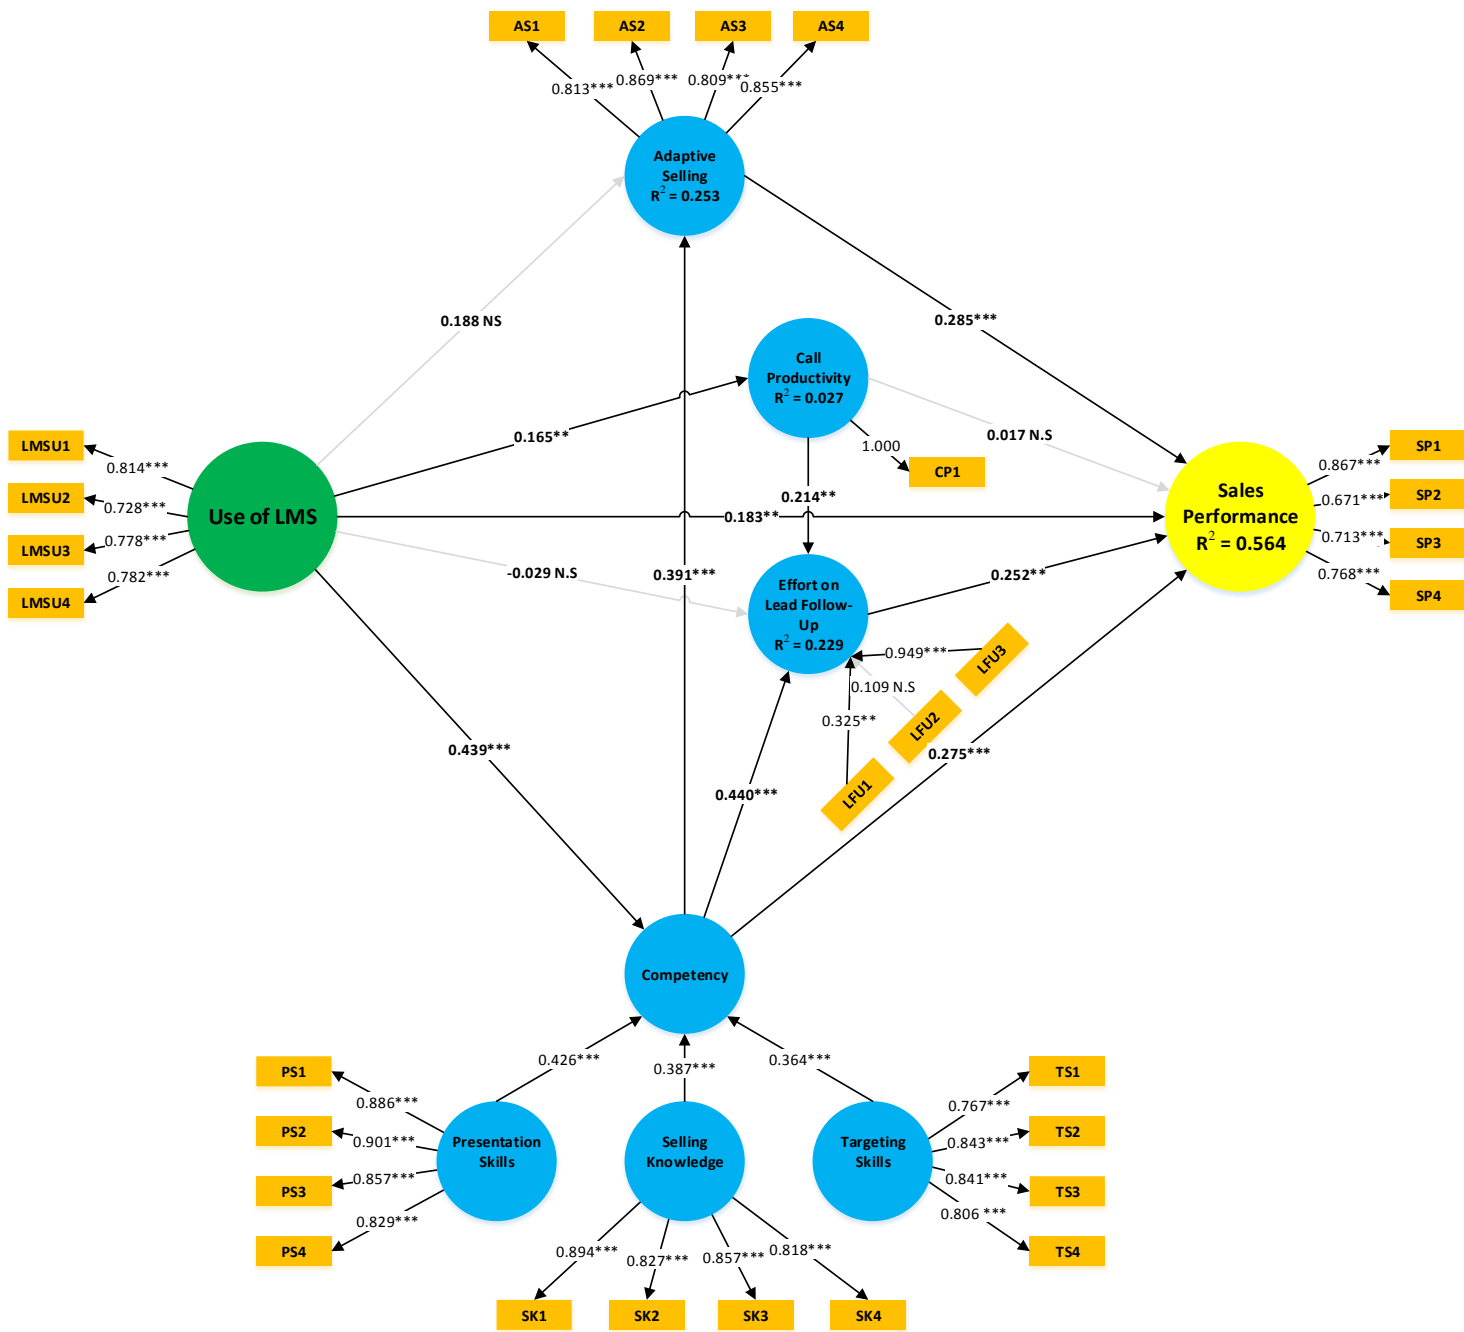 AS1
AS2
AS3
AS4
0.813***
0.869***
0.809***
0.855***
Adaptive
Selling
R² = 0.253
0.188 NS
0.285***
Call
Productivity
R² = 0.027
0.165**
0.017 N.S
1.000
CP1
LMSU1
LMSU2
LMSU3
LMSU4
0.814***
0.728***
0.778***
0.782***
Use of LMS
0.214**
0.183**
Sales
Performance
R² = 0.564
0.867***
0.671***
0.713***
0.768***
SP1
SP2
SP3
SP4
-0.029 N.S
0.391***
Effort on
Lead Follow-
Up
R² = 0.229
0.252**
0.949***
LFU3
0.109 N.S
LFU2
0.325**
LFU1
0.439***
0.440***
0.275***
Competency
0.426***
0.387***
0.364***
PS1
PS2
PS3
PS4
0.886***
0.901***
0.857***
0.829***
Presentation
Skills
Selling
Knowledge
Targeting
Skills
0.767***
0.843***
0.841***
0.806 ***
TS1
TS2
TS3
TS4
0.894***
0.827***
0.857***
0.818***
SK1
SK2
SK3
SK4